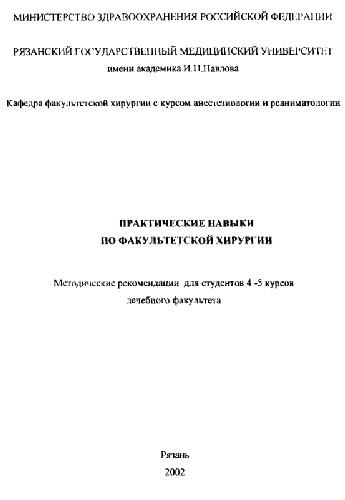 МИНИСТЕРСТВО ЗДРАВООХРАНЕНИЯ РОССИЙСКОЙ ФЕДЕРАЦИИ
РЯЗАНСКИЙ ГОСУДАРСТВЕННЫЙ МЕДИЦИНСКИЙ УНИВЕРСИТЕТ
имени академика И.П.Павлова
Кафедра факультетской хирургии с курсом анестезиологии и реаниматологии
ПРАКТИЧЕСКИЕ НАВЫКИ
ПО ФАКУЛЬТЕТСКОЙ ХИРУРГИИ
Методические рекомендации для студентов 4 -5 курсов
лечебного факультета
Рязань
2002